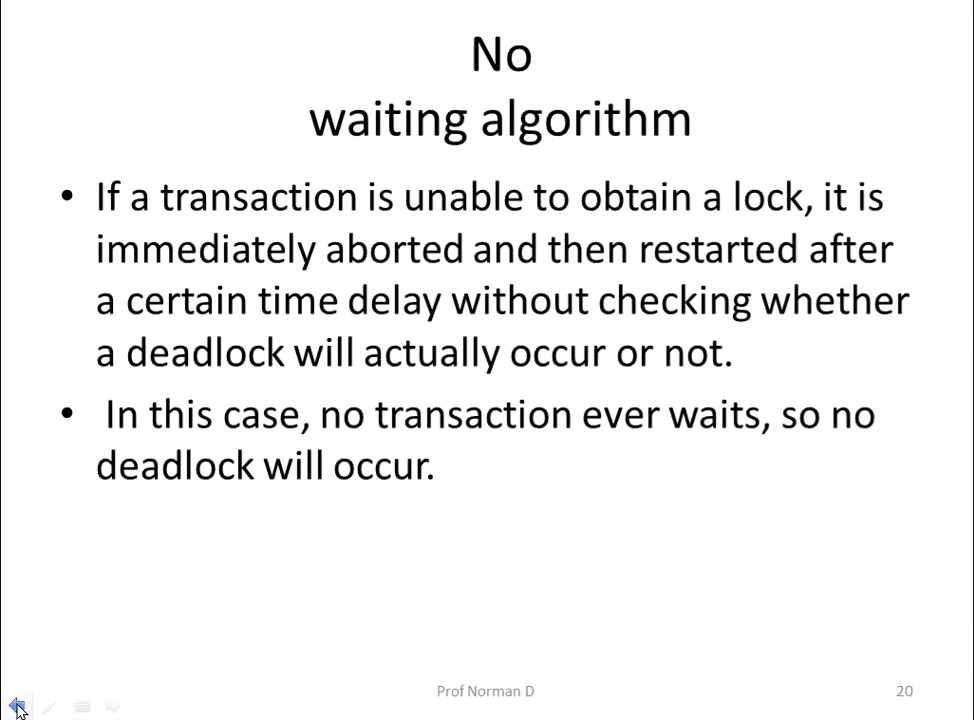 No
waiting algorithm
• If a transaction is unable to obtain a lock, it is
immediately aborted and then restarted after
a certain time delay without checking whether
a deadlock will actually occur or not.
• In this case, no transaction ever waits, so no
deadlock will occur.
Prof Norman D
20